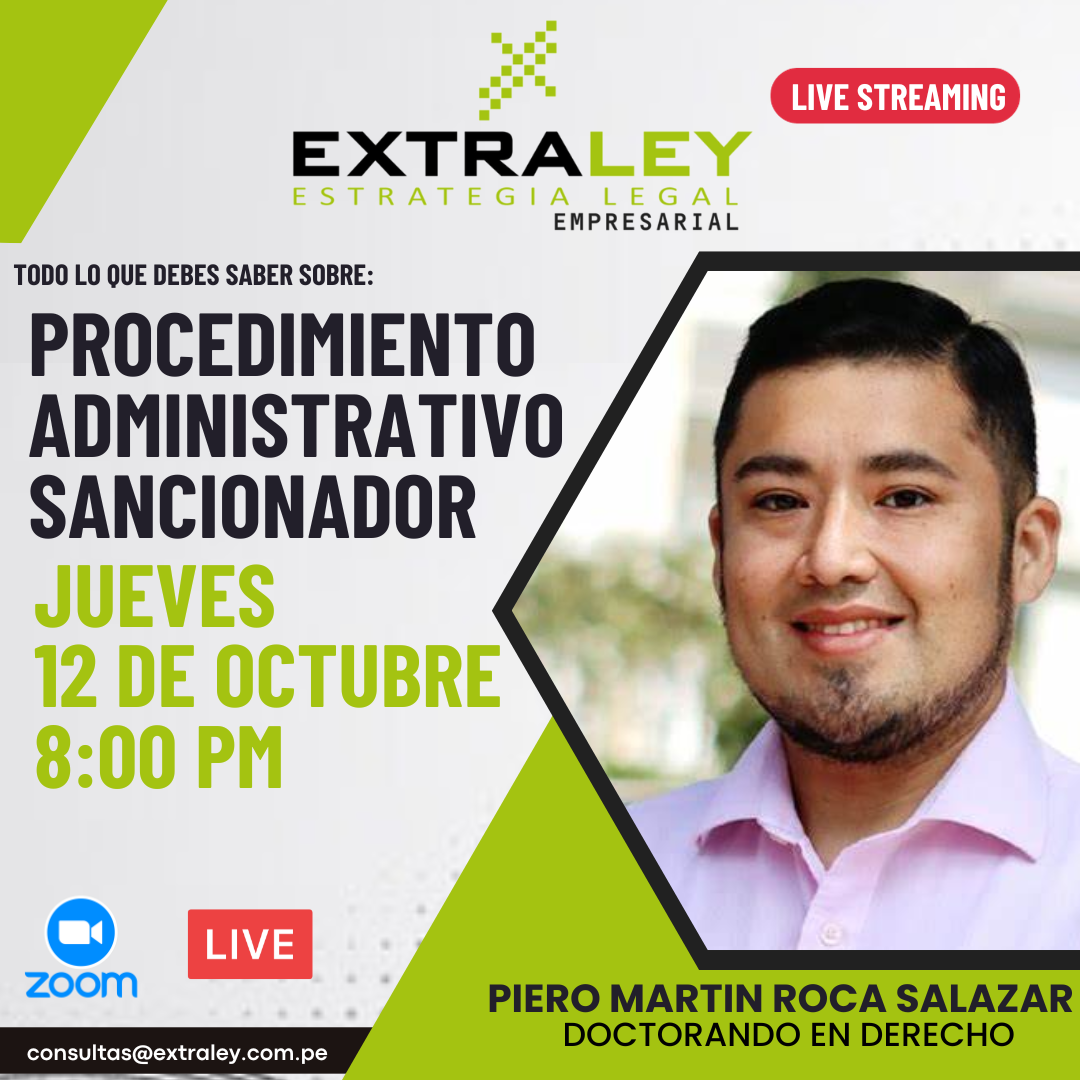 LIVE STREAMING
EXTRALEY
ESTRATEGIA LEGAL
EMPRESARIAL
TODO LO QUE DEBES SABER SOBRE:
PROCEDIMIENTO
ADMINISTRATIVO
SANCIONADOR
JUEVES
12 DE OCTUBRE
8:00 PM
zoom
LIVE
PIERO MARTIN ROCA SALAZAR
DOCTORANDO EN DERECHO
consultas@extraley.com.pe